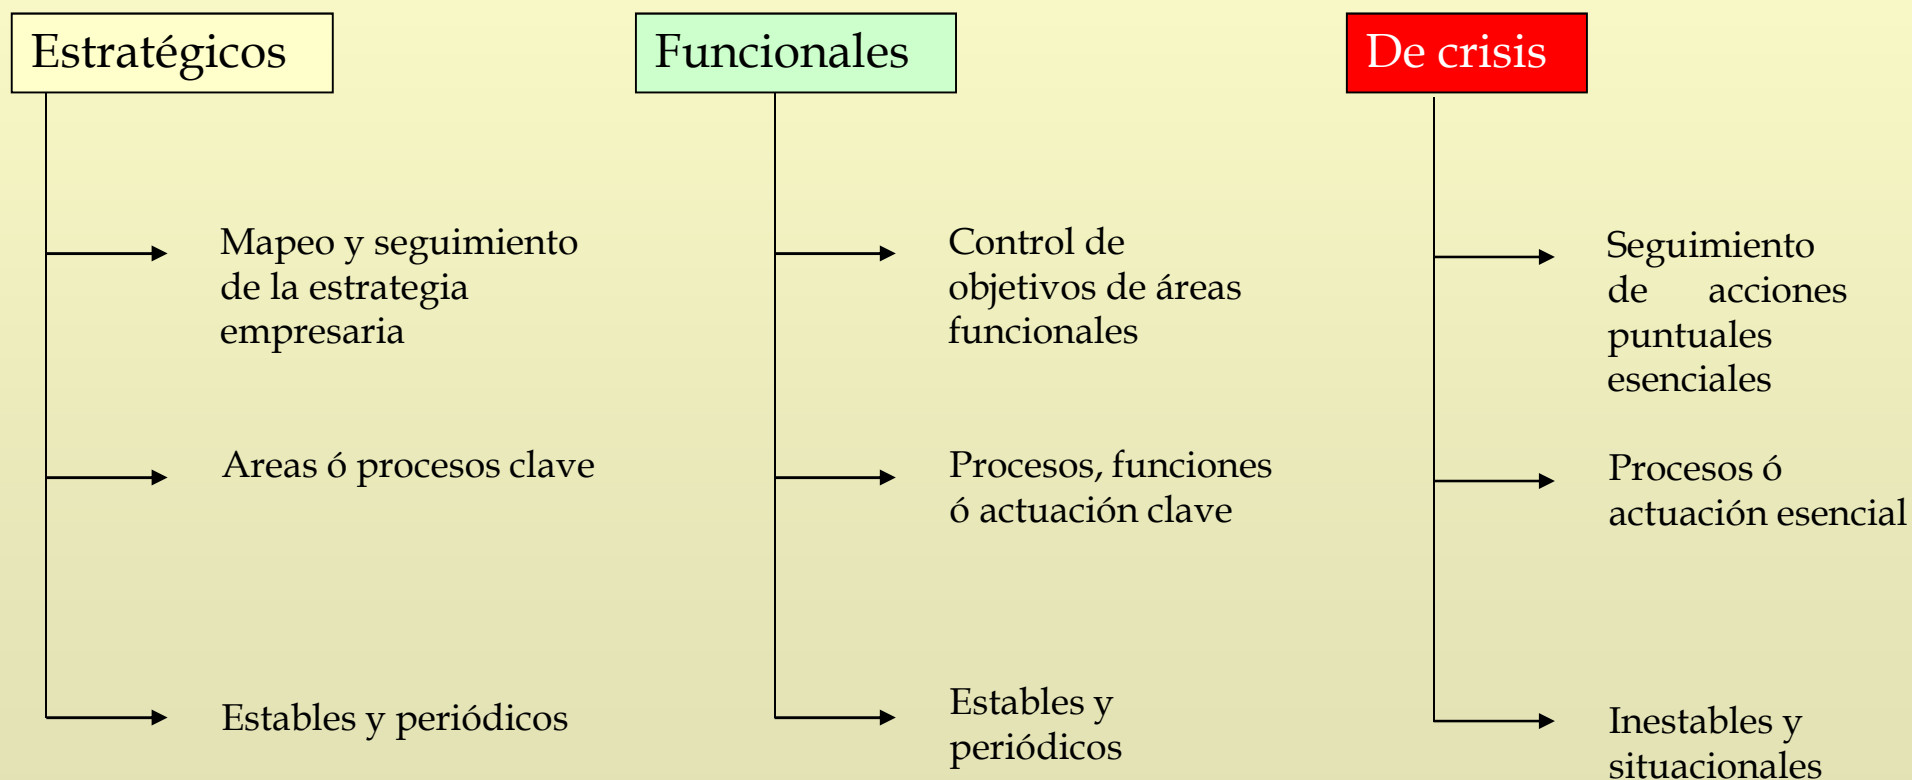 Estratégicos
Mapeo y seguimiento
de la estrategia
empresaria
Areas ó procesos clave
Estables y periódicos
Funcionales
Control de
objetivos de áreas
funcionales
Procesos, funciones
ó actuación clave
Estables y
periódicos
De crisis
Seguimiento
de acciones
puntuales
esenciales
Procesos ó
actuación esencial
Inestables y
situacionales